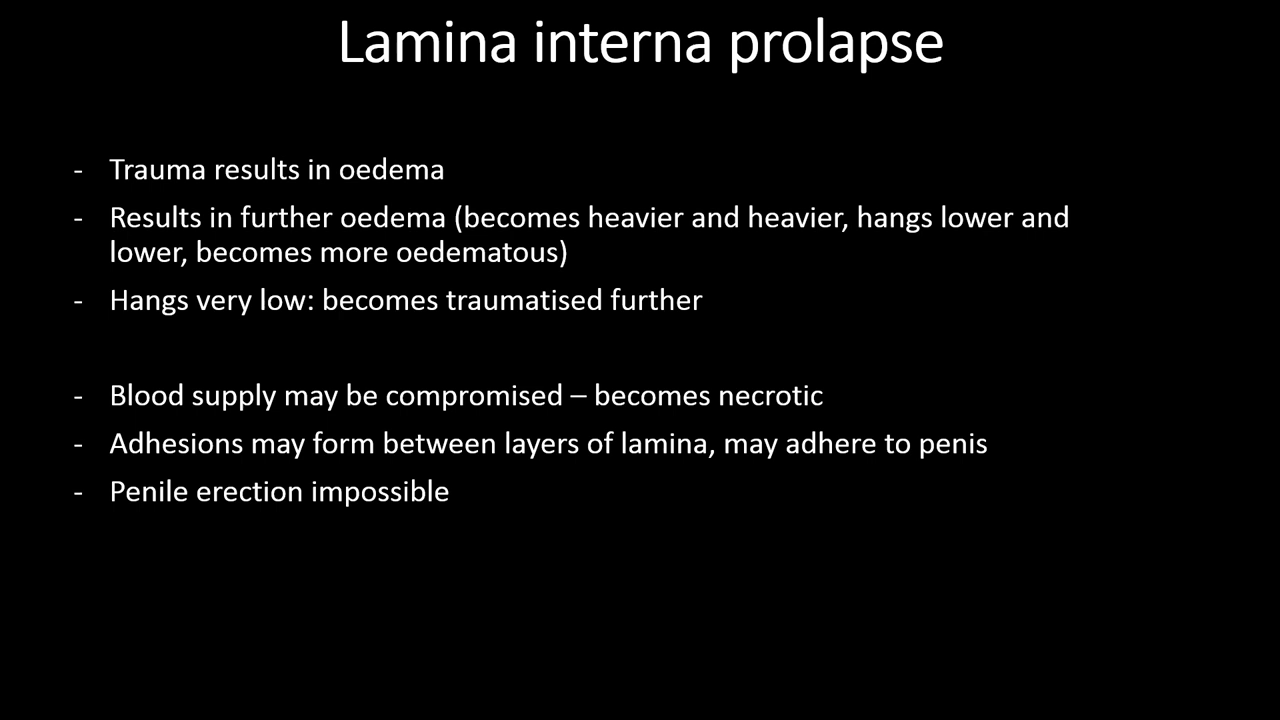 Lamina interna prolapse
- Trauma results in oedema
- Results in further oedema (becomes heavier and heavier, hangs lower and
lower, becomes more oedematous)
- Hangs very low: becomes traumatised further
- Blood supply may be compromised – becomes necrotic
- Adhesions may form between layers of lamina, may adhere to penis
- Penile erection impossible